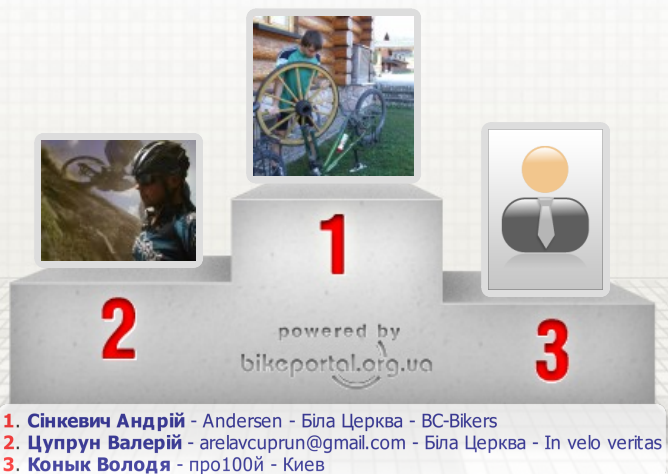 1
2
3
powered by
bikeportal.org.ua
1. Сінкевич Андрій - Andersen - Біла Церква - BC-Bikers
2. Цупрун Валерій - arelavcuprun@gmail.com - Біла Церква - In velo veritas
3. Конык Володя - про100й - Киев